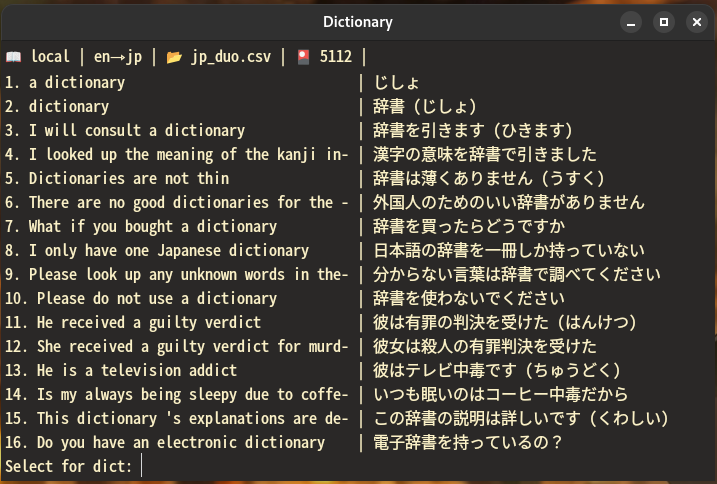 Dictionary
📖 local | en→jp | 📂 jp_duo.csv | 🎴 5112 |
1. a dictionary | じしょ
2. dictionary | 辞書（じしょ）
3. I will consult a dictionary | 辞書を引きます（ひきます）
4. I looked up the meaning of the kanji in- | 漢字の意味を辞書で引きました
5. Dictionaries are not thin | 辞書は薄くありません（うすく）
6. There are no good dictionaries for the - | 外国人のためのいい辞書がありません
7. What if you bought a dictionary | 辞書を買ったらどうですか
8. I only have one Japanese dictionary | 日本語の辞書を一冊しか持っていない
9. Please look up any unknown words in the- | 分からない言葉は辞書で調べてください
10. Please do not use a dictionary | 辞書を使わないでください
11. He received a guilty verdict | 彼は有罪の判決を受けた（はんけつ）
12. She received a guilty verdict for murd- | 彼女は殺人の有罪判決を受けた
13. He is a television addict | 彼はテレビ中毒です（ちゅうどく）
14. Is my always being sleepy due to coffe- | いつも眠いのはコーヒー中毒だから
15. This dictionary 's explanations are de- | この辞書の説明は詳しいです（くわしい）
16. Do you have an electronic dictionary | 電子辞書を持っているの？
Select for dict: